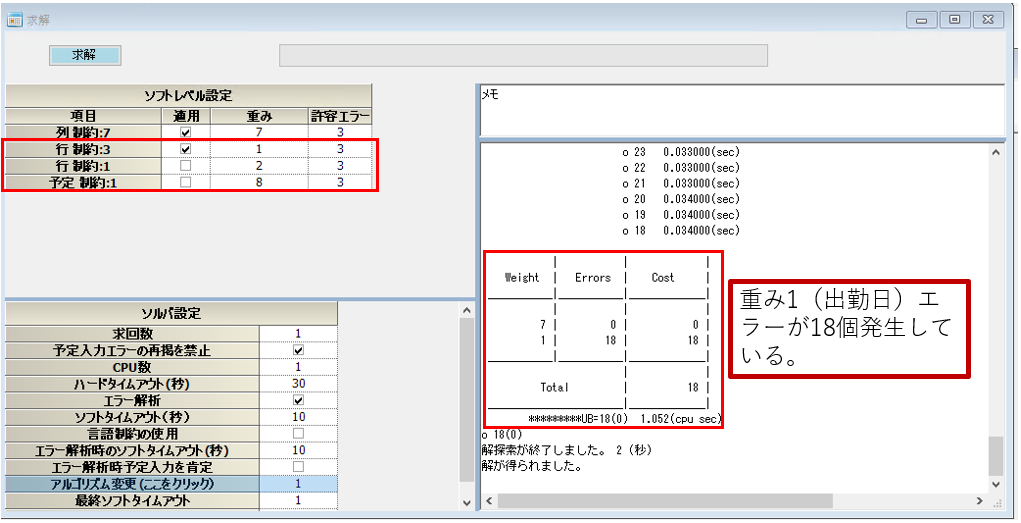 求解
求解
ソフトレベル設定
項目 適用 重み 許容エラー
列 制約:7 7 3
行 制約:3 1 3
行 制約:1 2 3
予定 制約:1 8 3
ソルバ設定
求回数 1
予定入力エラーの再掲を禁止
CPU数 1
ハードタイムアウト(秒) 30
エラー解析
ソフトタイムアウト(秒) 10
言語制約の使用
エラー解析時のソフトタイムアウト(秒) 10
エラー解析時予定入力を肯定
アルゴリズム変更(ここをクリック) 1
最終ソフトタイムアウト 1
メモ
o 23 0.033000(sec)
o 22 0.033000(sec)
o 21 0.033000(sec)
o 20 0.034000(sec)
o 19 0.034000(sec)
o 18 0.034000(sec)
Weight | Errors | Cost |
7 | 0 | 0 |
1 | 18 | 18 |
Total | 18 |
*********UB=18(0) 1.052(cpu sec)
o 18(0)
解探索が終了しました。 2 (秒)
解が得られました。
重み1（出勤日）エ
ラーが18個発生して
いる。